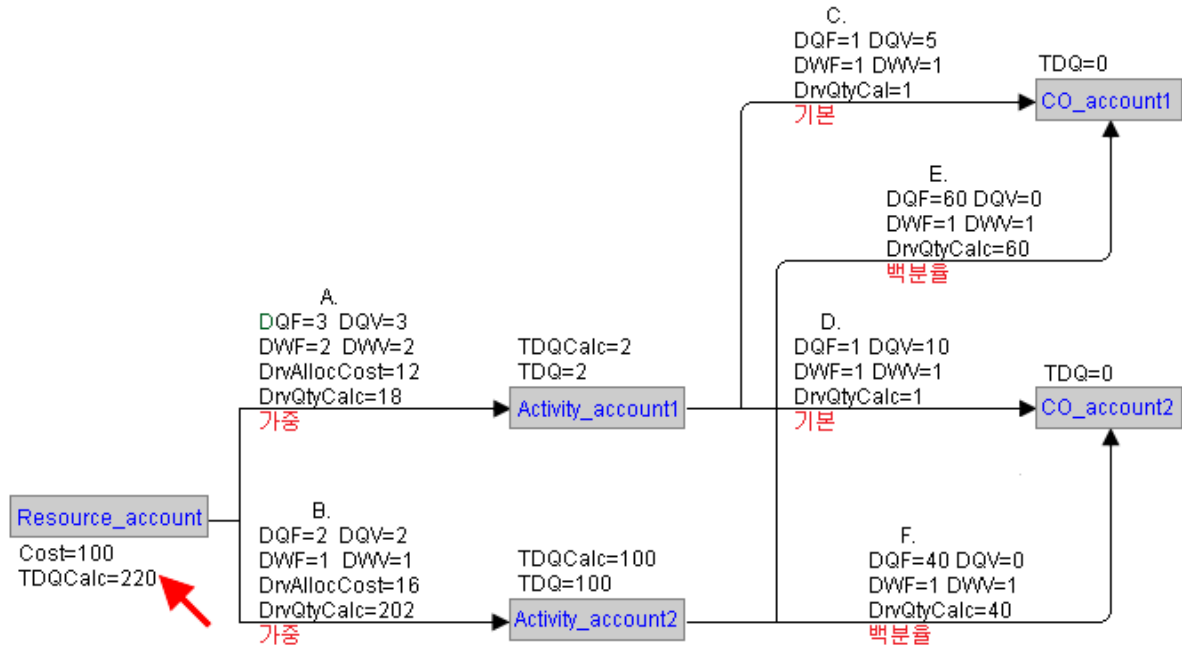 C.
DQF=1 DQV=5
DWF=1 DWV=1
DrvQtyCal=1
기본
TDQ=0
CO_account1
E.
DQF=60 DQV=0
DWF=1 DWV=1
DrvQtyCalc=60
백분율
A.
DQF=3 DQV=3
DWF=2 DWV=2
DrvAllocCost=12
DrvQtyCalc=18
가중
TDQCalc=2
TDQ=2
Activity_account1
D.
DQF=1 DQV=10
DWF=1 DWV=1
DrvQtyCalc=1
기본
TDQ=0
CO_account2
Resource_account
Cost=100
TDQCalc=220
B.
DQF=2 DQV=2
DWF=1 DWV=1
DrvAllocCost=16
DrvQtyCalc=202
가중
TDQCalc=100
TDQ=100
Activity_account2
F.
DQF=40 DQV=0
DWF=1 DWV=1
DrvQtyCalc=40
백분율